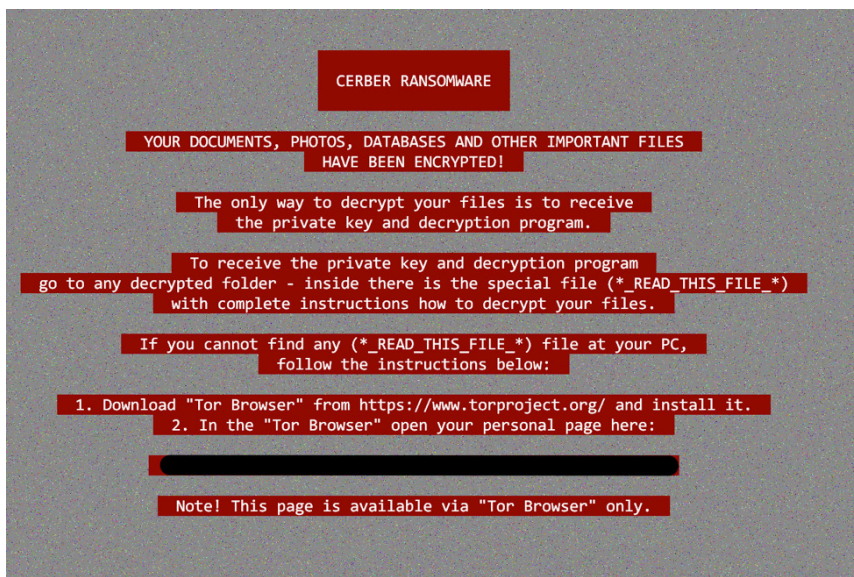 CERBER RANSOMWARE
YOUR DOCUMENTS, PHOTOS, DATABASES AND OTHER IMPORTANT FILES
HAVE BEEN ENCRYPTED!
The only way to decrypt your files is to receive
the private key and decryption program.
To receive the private key and decryption program
go to any decrypted folder - inside there is the special file (*_READ_THIS_FILE_*)
with complete instructions how to decrypt your files.
If you cannot find any (*_READ_THIS_FILE_*) file at your PC,
follow the instructions below:
1. Download "Tor Browser" from https://www.torproject.org/ and install it.
2. In the "Tor Browser" open your personal page here:
Note! This page is available via "Tor Browser" only.